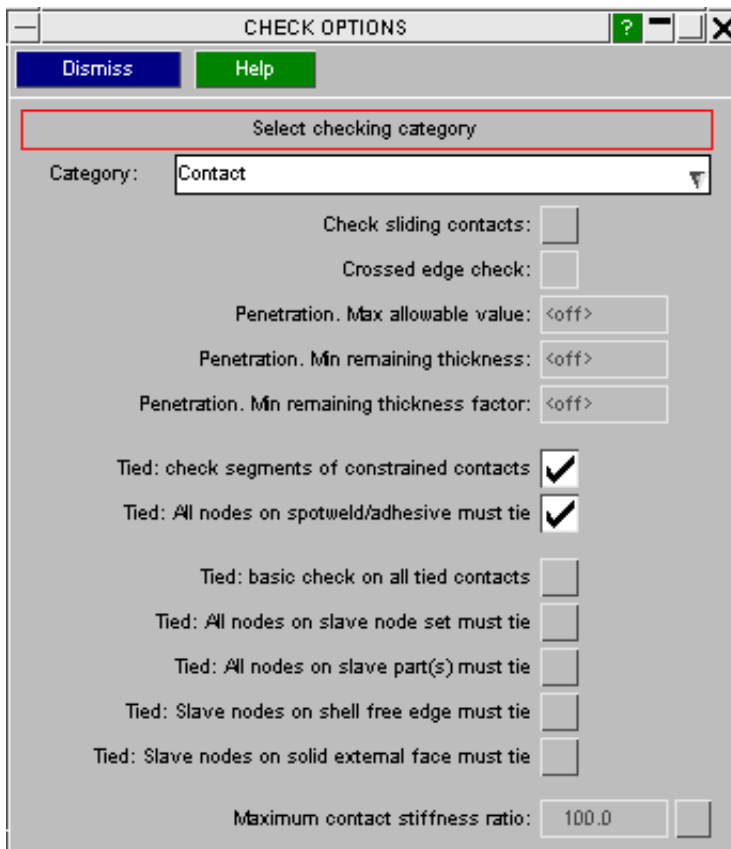 CHECK OPTIONS ?
Dismiss Help
Select checking category
Category: Contact
Check sliding contacts:
Crossed edge check:
Penetration. Max allowable value: <off>
Penetration. Min remaining thickness: <off>
Penetration. Min remaining thickness factor: <off>
Tied: check segments of constrained contacts
Tied: All nodes on spotweld/adhesive must tie
Tied: basic check on all tied contacts
Tied: All nodes on slave node set must tie
Tied: All nodes on slave part(s) must tie
Tied: Slave nodes on shell free edge must tie
Tied: Slave nodes on solid external face must tie
Maximum contact stiffness ratio: 100.0